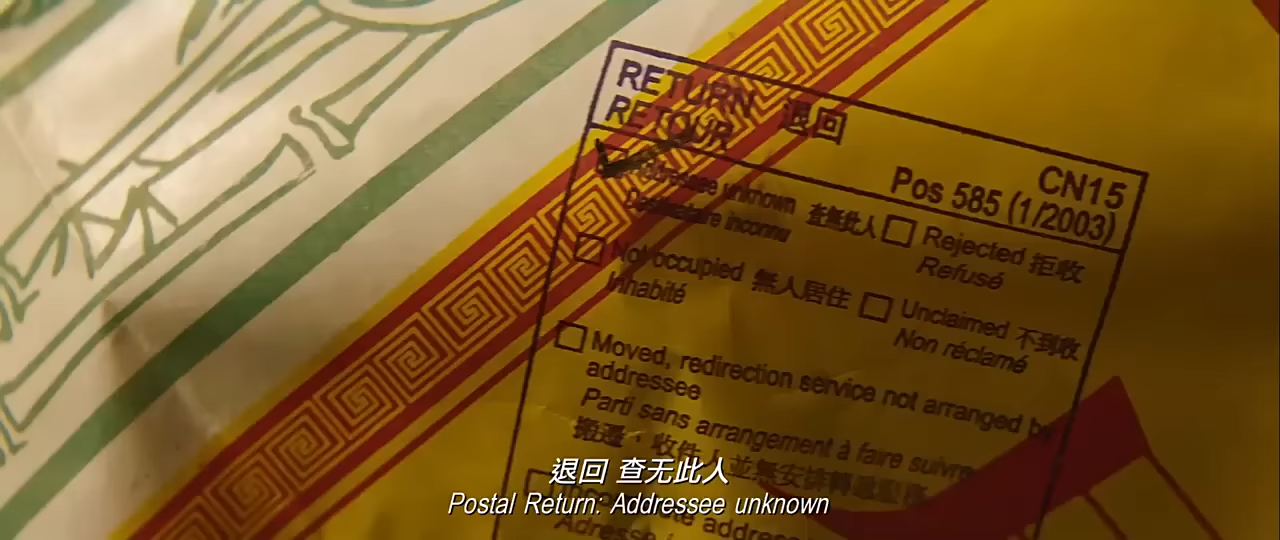 RETURN 退回
RETOUR
CN15
Pos 585 (1/2003)
Addressee unknown 查無此人
Destinataire inconnu
Rejected 拒收
Refusé
Not occupied 無人居住
Inhabité
Unclaimed 不到收
Non réclamé
Moved, redirection service not arranged by
addressee
Parti sans arrangement à faire suivre
搬遷，收件人並無安排轉遞服務
address
Adresse
退回 查无此人
Postal Return: Addressee unknown